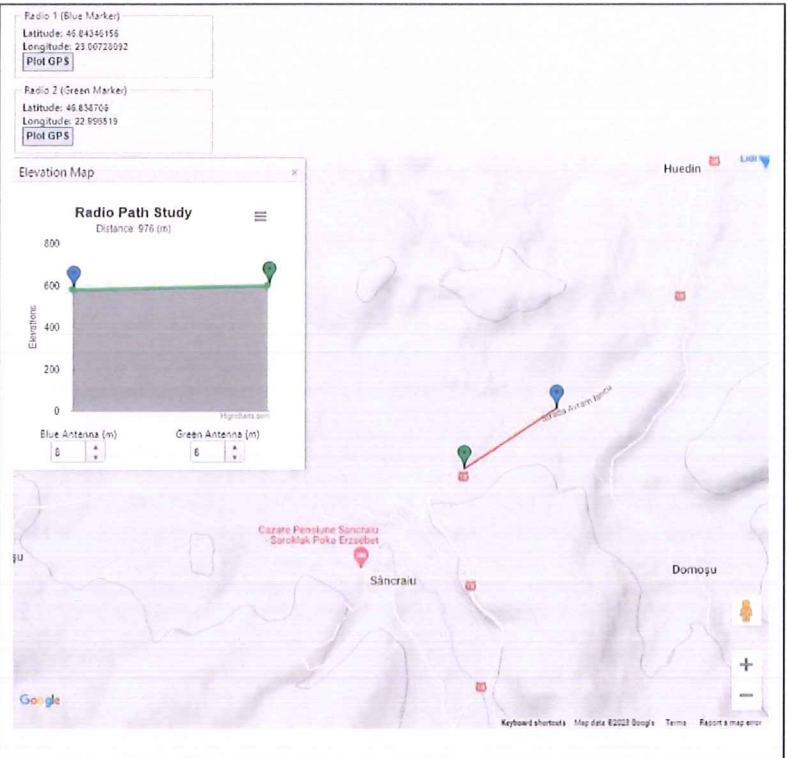 Radio 1 (Blue Marker)
Latitude: 46.84346156
Longitude: 23.00728092
Plot GPS
Radio 2 (Green Marker)
Latitude: 46.838706
Longitude: 22.996519
Plot GPS
Elevation Map ×
Radio Path Study
Distance: 976 (m)
800
600
400
200
0
Elevations
Highcharts.com
Blue Antenna (m)
Green Antenna (m)
Huedin
Lidl
Strada Avram Iancu
Cazare Pensiune Sancraiu
- Saroklak Poka Erzsebet
Sâncraiu
Domoșu
șu
Google
Keyboard shortcuts Map data ©2023 Google Terms Report a map error